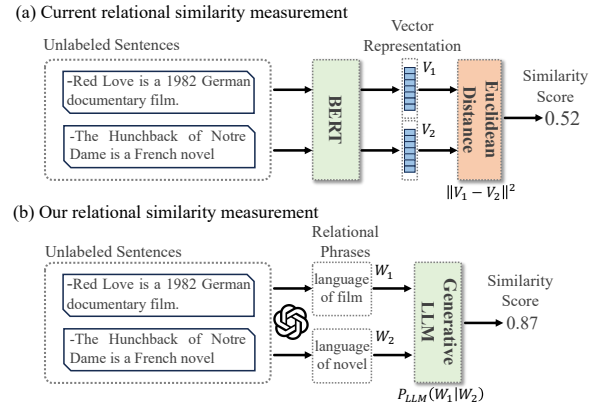 (a) Current relational similarity measurement
Unlabeled Sentences
Vector
Representation
-Red Love is a 1982 German
documentary film.
-The Hunchback of Notre
Dame is a French novel
BERT
V₁
V₂
Euclidean
Distance
‖V₁ − V₂‖²
Similarity
Score
0.52
(b) Our relational similarity measurement
Unlabeled Sentences
Relational
Phrases
-Red Love is a 1982 German
documentary film.
-The Hunchback of Notre
Dame is a French novel
language
of film
language
of novel
W₁
W₂
Generative
LLM
P_LLM(W₁|W₂)
Similarity
Score
0.87